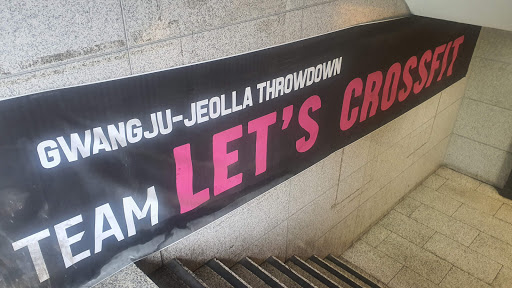 GWANGJU-JEOLLA THROWDOWN
TEAM LET'S CROSSFIT